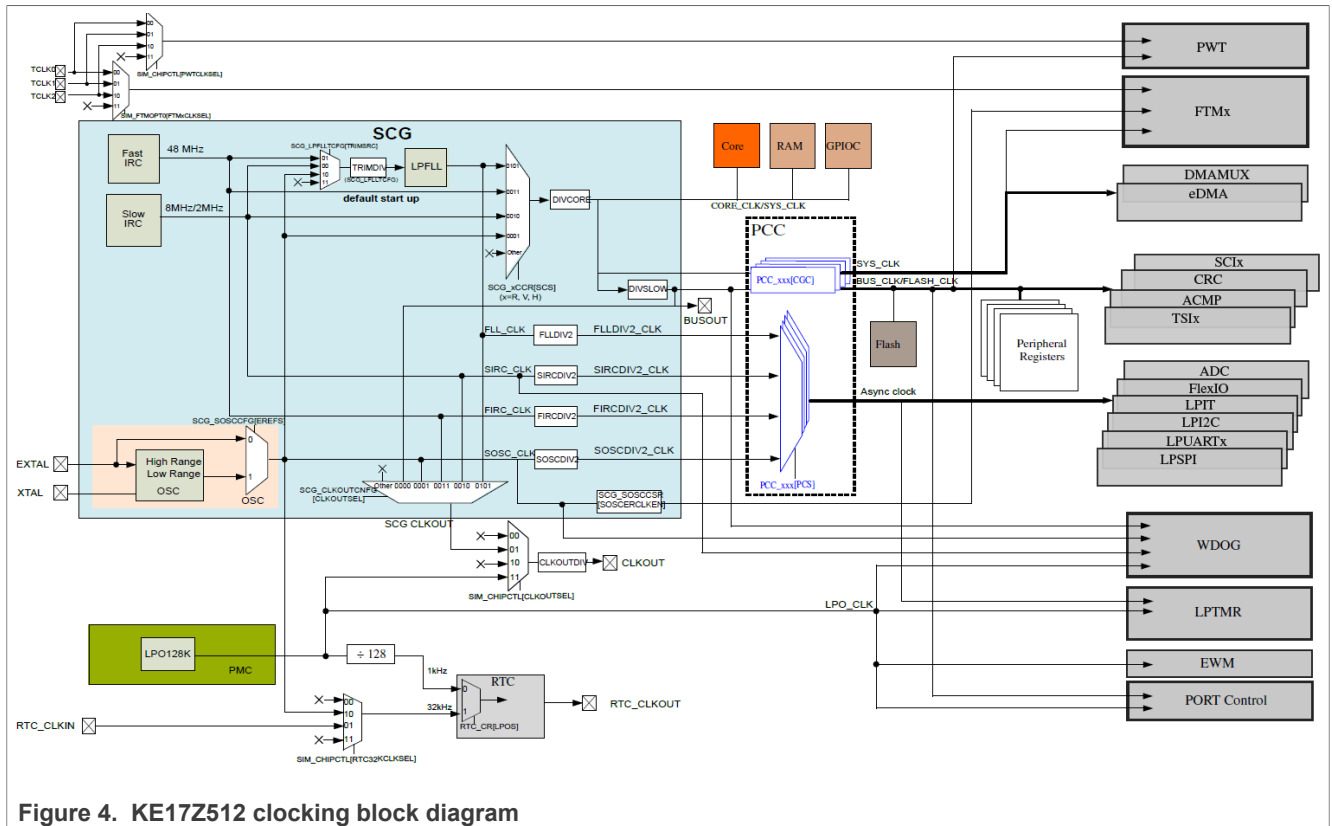 00
01
10
11
SIM_CHIPCTL[PWTCLKSEL]
TCLK0
TCLK1
TCLK2
00
01
10
11
SIM_FTMOPT0[FTMxCLKSEL]
PWT
FTMx
SCG
Fast
IRC
48 MHz
SCG_LPFLLTCFG[TRIMSRC]
01
00
10
11
TRIMDIV
(SCG_LFLLTCFG)
LPFLL
default start up
Slow
IRC
8MHz/2MHz
0101
0011
0010
0001
Other
SCG_xCCR[SCS]
(x=R, V, H)
DIVCORE
Core
RAM
GPIOC
CORE_CLK/SYS_CLK
PCC
PCC_xxx[CGC]
SYS_CLK
BUS_CLK/FLASH_CLK
DMAMUX
eDMA
SCIx
CRC
ACMP
TSIx
DIVSLOW
BUSOUT
Flash
Peripheral
Registers
FLL_CLK
FLLDIV2
FLLDIV2_CLK
SIRC_CLK
SIRCDIV2
SIRCDIV2_CLK
FIRC_CLK
FIRCDIV2
FIRCDIV2_CLK
SOSC_CLK
SOSCDIV2
SOSCDIV2_CLK
Async clock
ADC
FlexIO
LPIT
LPI2C
LPUARTx
LPSPI
PCC_xxx[PCS]
SCG_SOSCCFG[EREFS]
0
1
EXTAL
XTAL
High Range
Low Range
OSC
OSC
Other 0000 0001 0011 0010 0101
SCG_CLKOUTCNFG
[CLKOUTSEL]
SCG CLKOUT
SCG_SOSCCSR
[SOSCERCLKEN]
00
01
10
11
CLKOUTDIV
CLKOUT
SIM_CHIPCTL[CLKOUTSEL]
WDOG
LPO_CLK
LPTMR
EWM
PORT Control
LPO128K
PMC
÷ 128
1kHz
32kHz
RTC
0
1
RTC_CR[LPOS]
RTC_CLKOUT
RTC_CLKIN
00
10
01
11
SIM_CHIPCTL[RTC32KCLKSEL]
Figure 4. KE17Z512 clocking block diagram